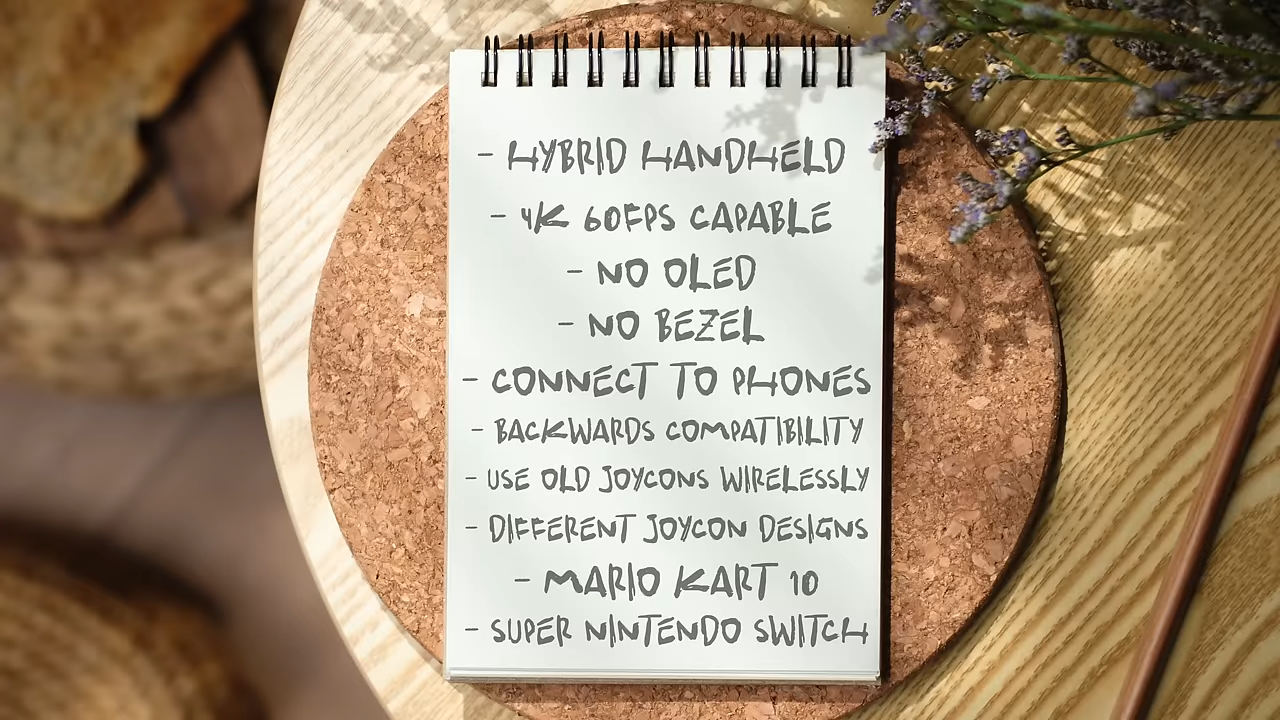 - HYBRID HANDHELD
- 4K 60FPS CAPABLE
- NO OLED
- NO BEZEL
- CONNECT TO PHONES
- BACKWARDS COMPATIBILITY
- USE OLD JOYCONS WIRELESSLY
- DIFFERENT JOYCON DESIGNS
- MARIO KART 10
- SUPER NINTENDO SWITCH